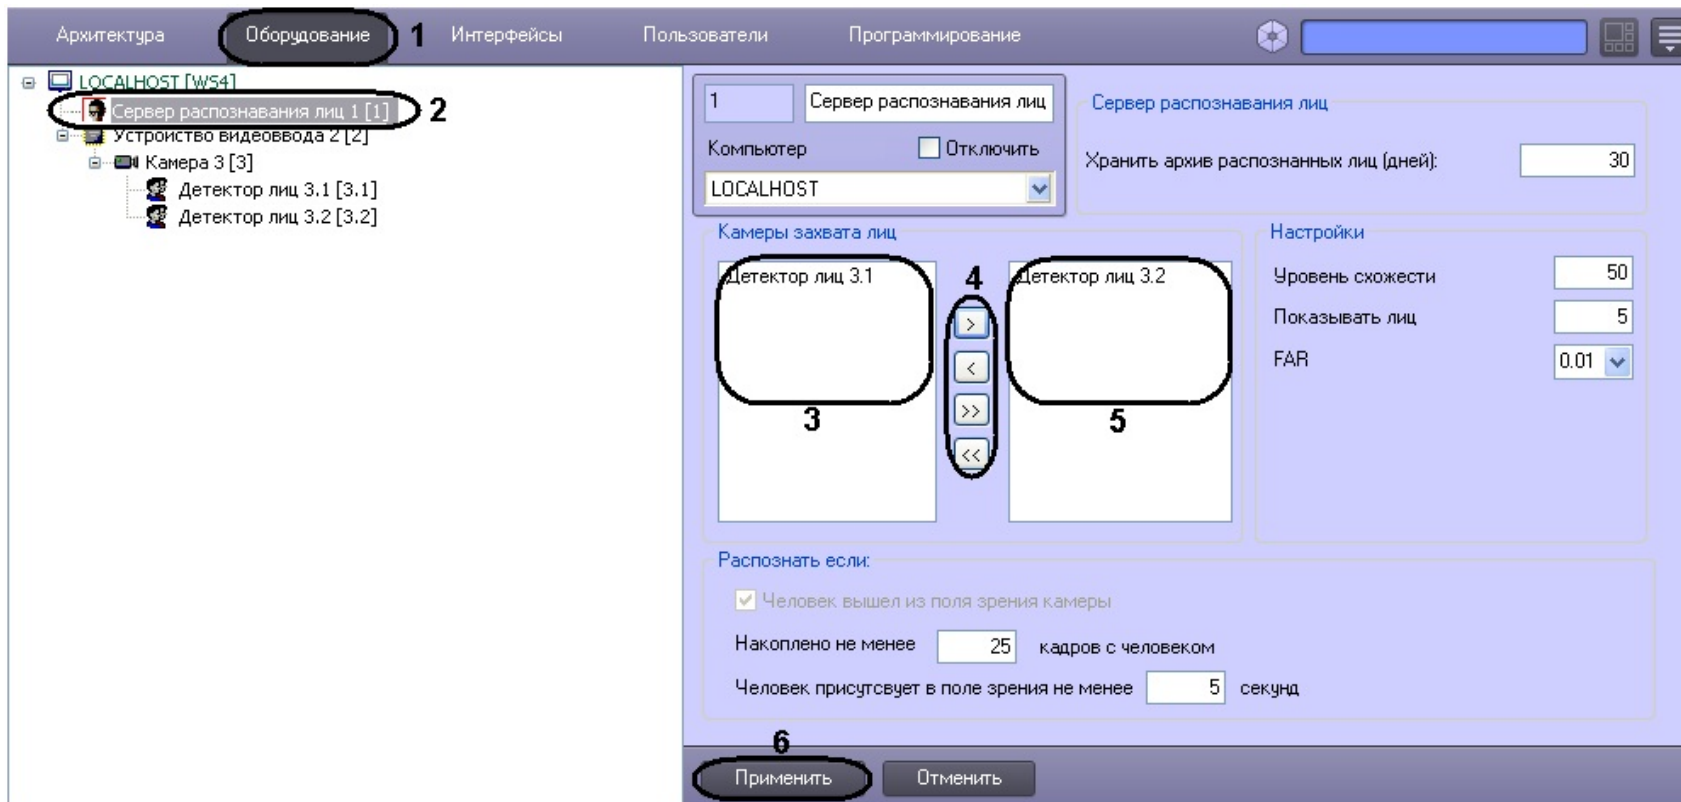 Архитектура Оборудование 1 Интерфейсы Пользователи Программирование
LOCALHOST [WS4]
Сервер распознавания лиц 1 [1] 2
Устройство видеоввода 2 [2]
Камера 3 [3]
Детектор лиц 3.1 [3.1]
Детектор лиц 3.2 [3.2]
1 Сервер распознавания лиц
Компьютер Отключить
LOCALHOST
Сервер распознавания лиц
Хранить архив распознанных лиц (дней): 30
Камеры захвата лиц
Детектор лиц 3.1
3
4
>
<
>>
<<
Детектор лиц 3.2
5
Настройки
Уровень схожести 50
Показывать лиц 5
FAR 0.01
Распознать если:
Человек вышел из поля зрения камеры
Накоплено не менее 25 кадров с человеком
Человек присутсвует в поле зрения не менее 5 секунд
6
Применить Отменить